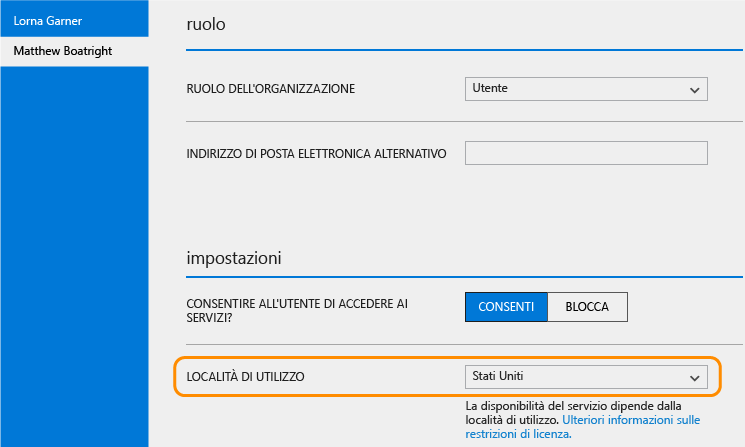 Lorna Garner
Matthew Boatright
ruolo
RUOLO DELL'ORGANIZZAZIONE
Utente
INDIRIZZO DI POSTA ELETTRONICA ALTERNATIVO
impostazioni
CONSENTIRE ALL'UTENTE DI ACCEDERE AI
SERVIZI?
CONSENTI
BLOCCA
LOCALITÀ DI UTILIZZO
Stati Uniti
La disponibilità del servizio dipende dalla
località di utilizzo. Ulteriori informazioni sulle
restrizioni di licenza.